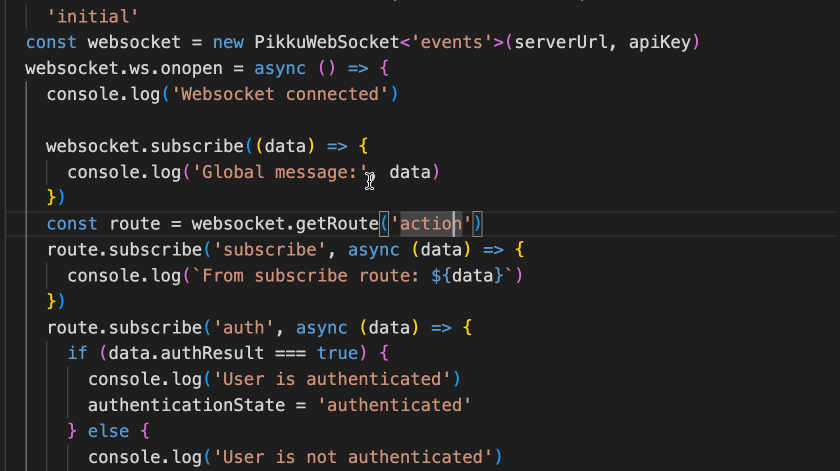 'initial'
const websocket = new PikkuWebSocket<'events'>(serverUrl, apiKey)
websocket.ws.onopen = async () => {
console.log('Websocket connected')
websocket.subscribe((data) => {
console.log('Global message:', data)
})
const route = websocket.getRoute('action')
route.subscribe('subscribe', async (data) => {
console.log(`From subscribe route: ${data}`)
})
route.subscribe('auth', async (data) => {
if (data.authResult === true) {
console.log('User is authenticated')
authenticationState = 'authenticated'
} else {
console.log('User is not authenticated')